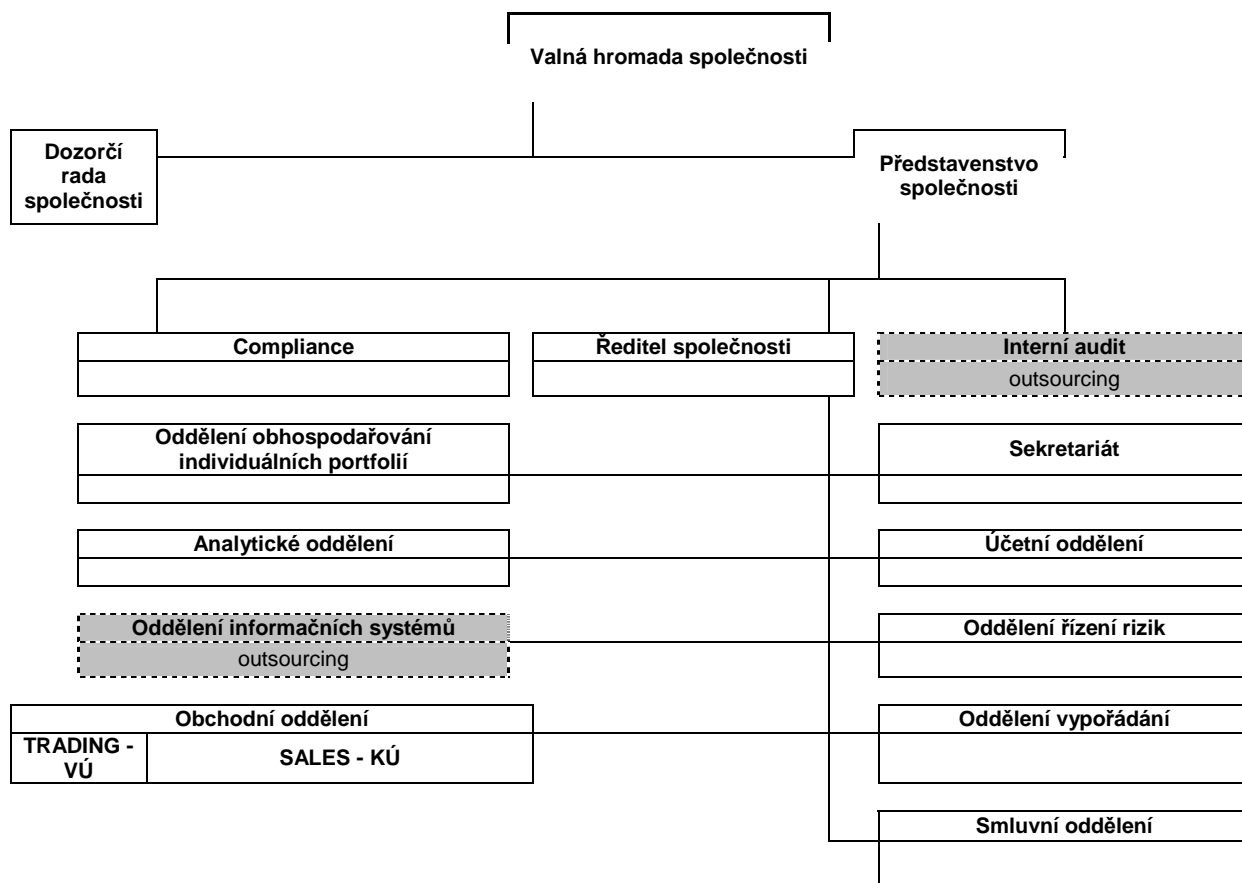 Valná hromada společnosti
Dozorčí
rada
společnosti
Představenstvo
společnosti
Compliance
Ředitel společnosti
Interní audit
outsourcing
Oddělení obhospodařování
individuálních portfolií
Sekretariát
Analytické oddělení
Účetní oddělení
Oddělení informačních systémů
outsourcing
Oddělení řízení rizik
Obchodní oddělení
TRADING -
VÚ
SALES - KÚ
Oddělení vypořádání
Smluvní oddělení